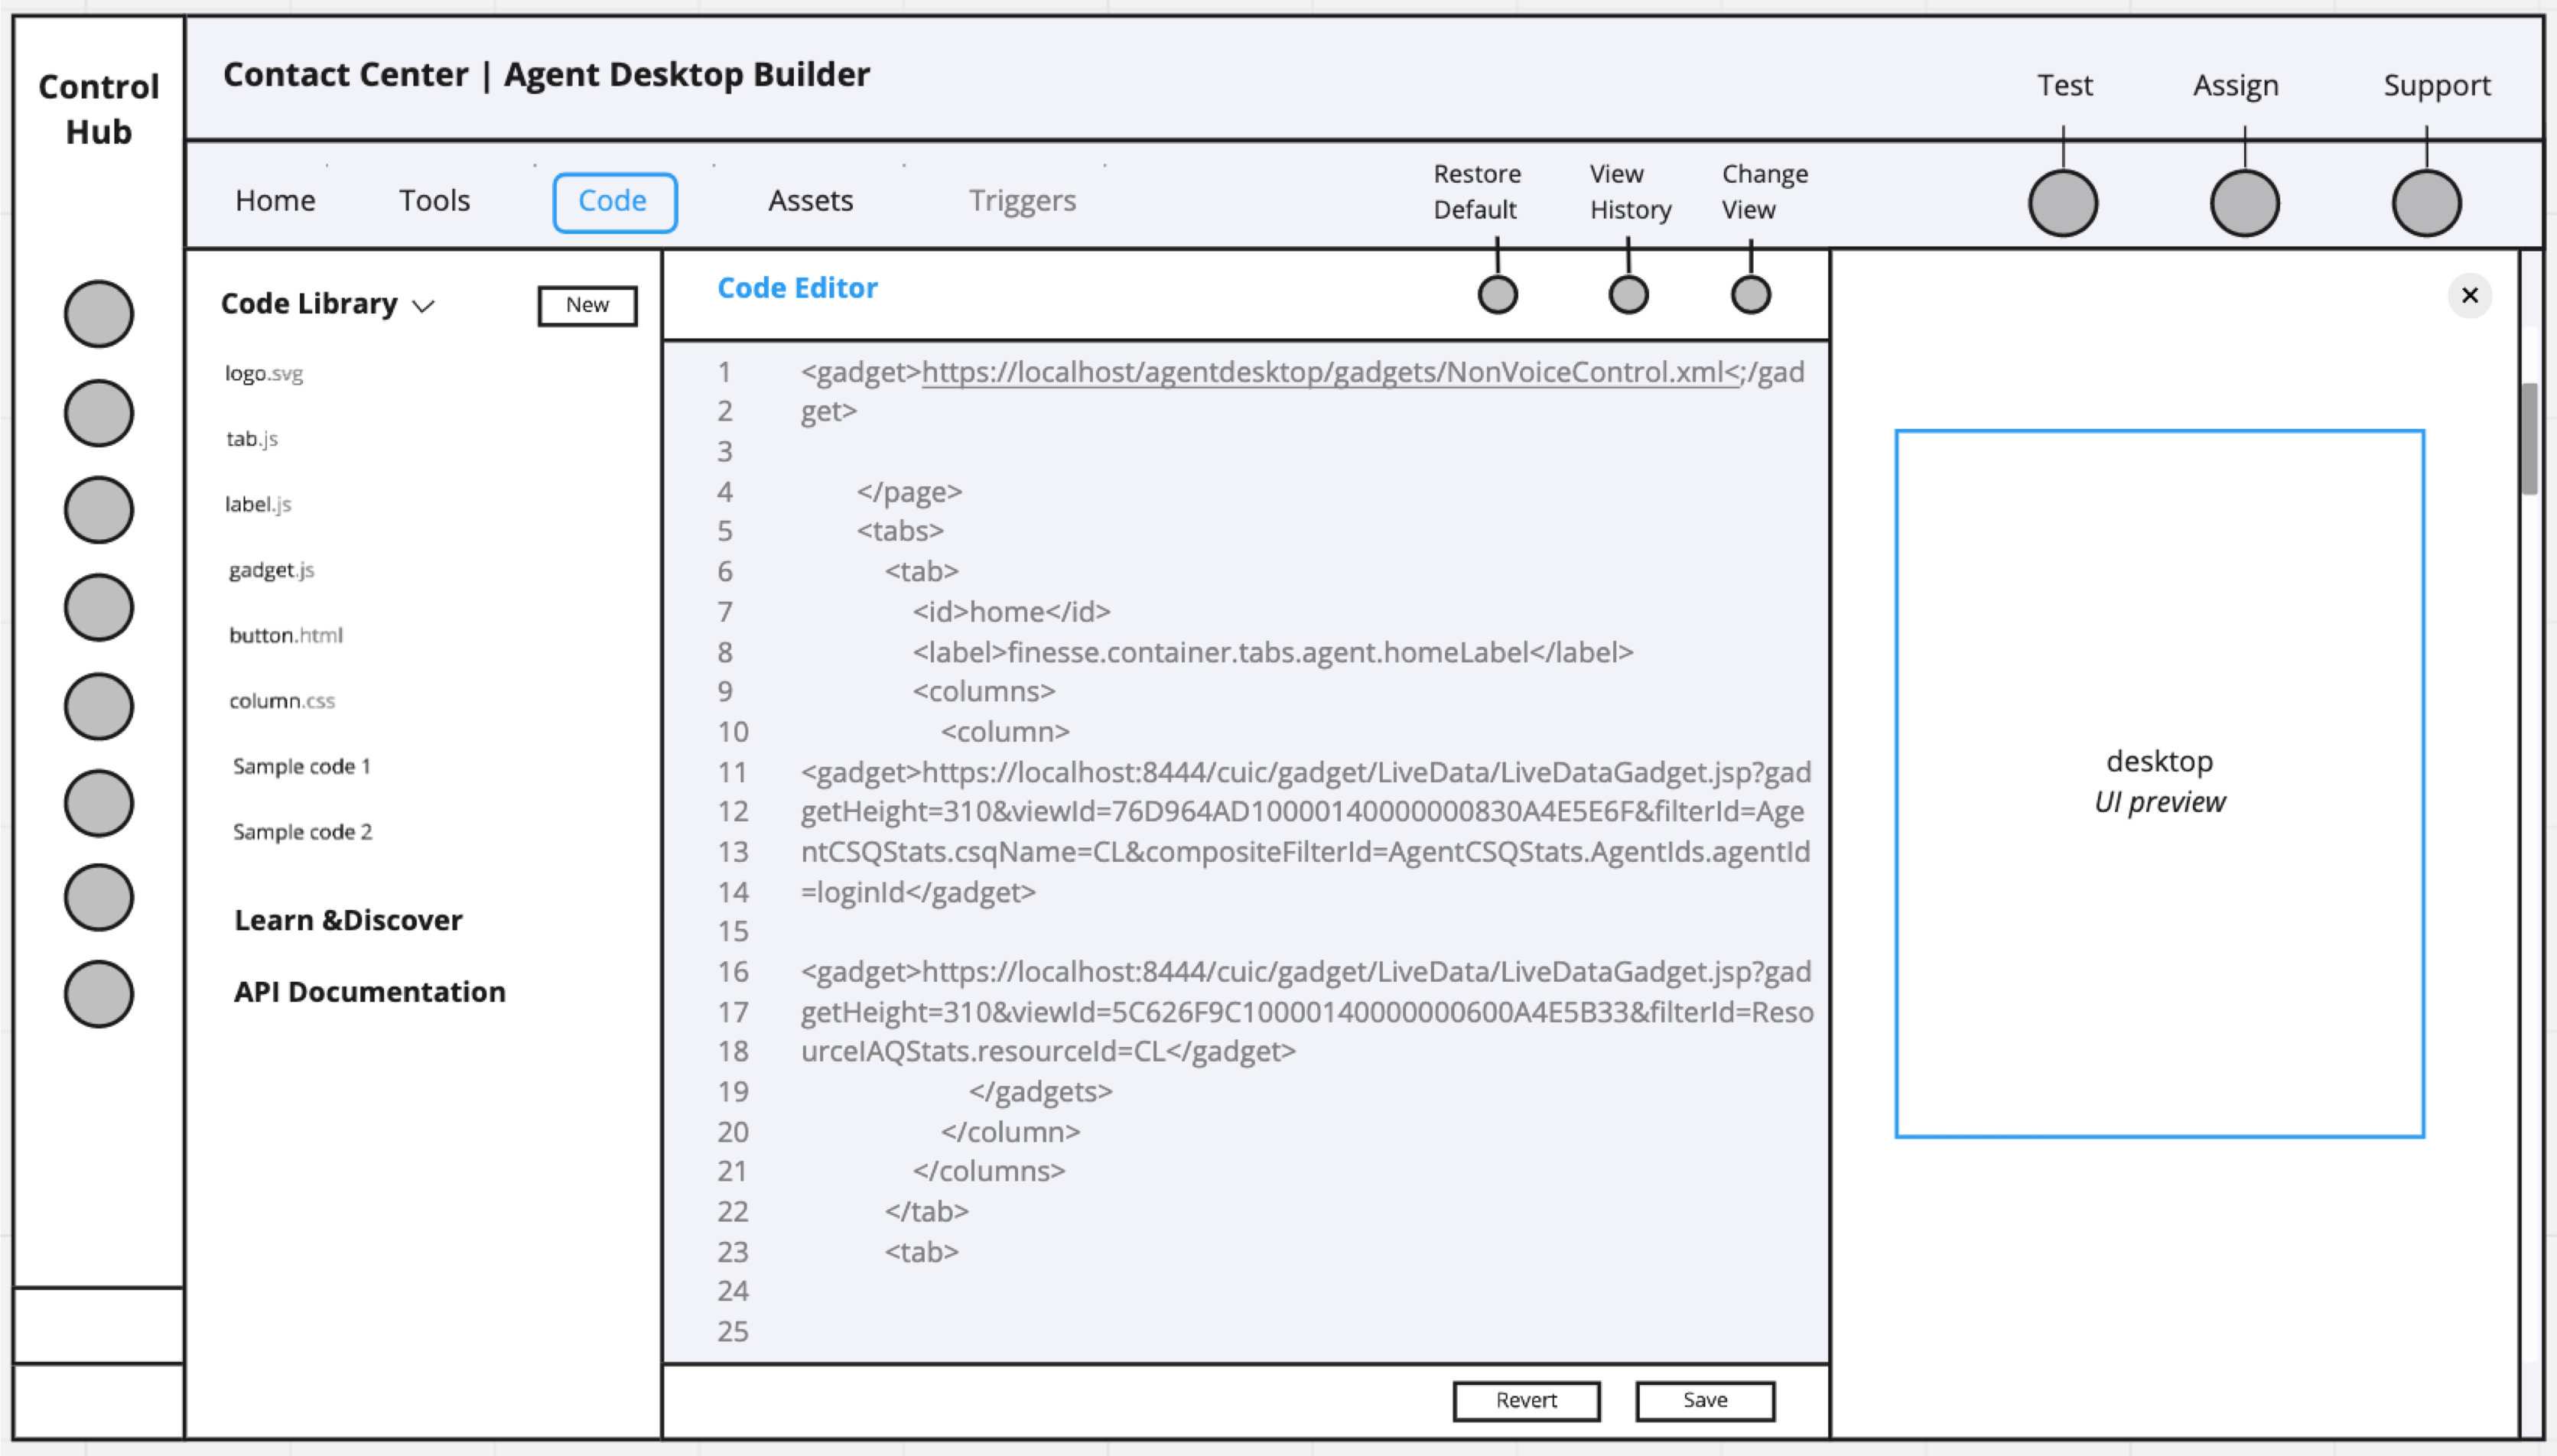 Control
Hub
Contact Center | Agent Desktop Builder
Test
Assign
Support
Home
Tools
Code
Assets
Triggers
Restore
Default
View
History
Change
View
Code Library
New
logo.svg
tab.js
label.js
gadget.js
button.html
column.css
Sample code 1
Sample code 2
Learn &Discover
API Documentation
Code Editor
1 <gadget>https://localhost/agentdesktop/gadgets/NonVoiceControl.xml<;/gad
2 get>
3
4 </page>
5 <tabs>
6 <tab>
7 <id>home</id>
8 <label>finesse.container.tabs.agent.homeLabel</label>
9 <columns>
10 <column>
11 <gadget>https://localhost:8444/cuic/gadget/LiveData/LiveDataGadget.jsp?gad
12 getHeight=310&viewId=76D964AD10000140000000830A4E5E6F&filterId=Age
13 ntCSQStats.csqName=CL&compositeFilterId=AgentCSQStats.AgentIds.agentId
14 =loginId</gadget>
15
16 <gadget>https://localhost:8444/cuic/gadget/LiveData/LiveDataGadget.jsp?gad
17 getHeight=310&viewId=5C626F9C10000140000000600A4E5B33&filterId=Reso
18 urceIAQStats.resourceId=CL</gadget>
19 </gadgets>
20 </column>
21 </columns>
22 </tab>
23 <tab>
24
25
Revert
Save
desktop
UI preview